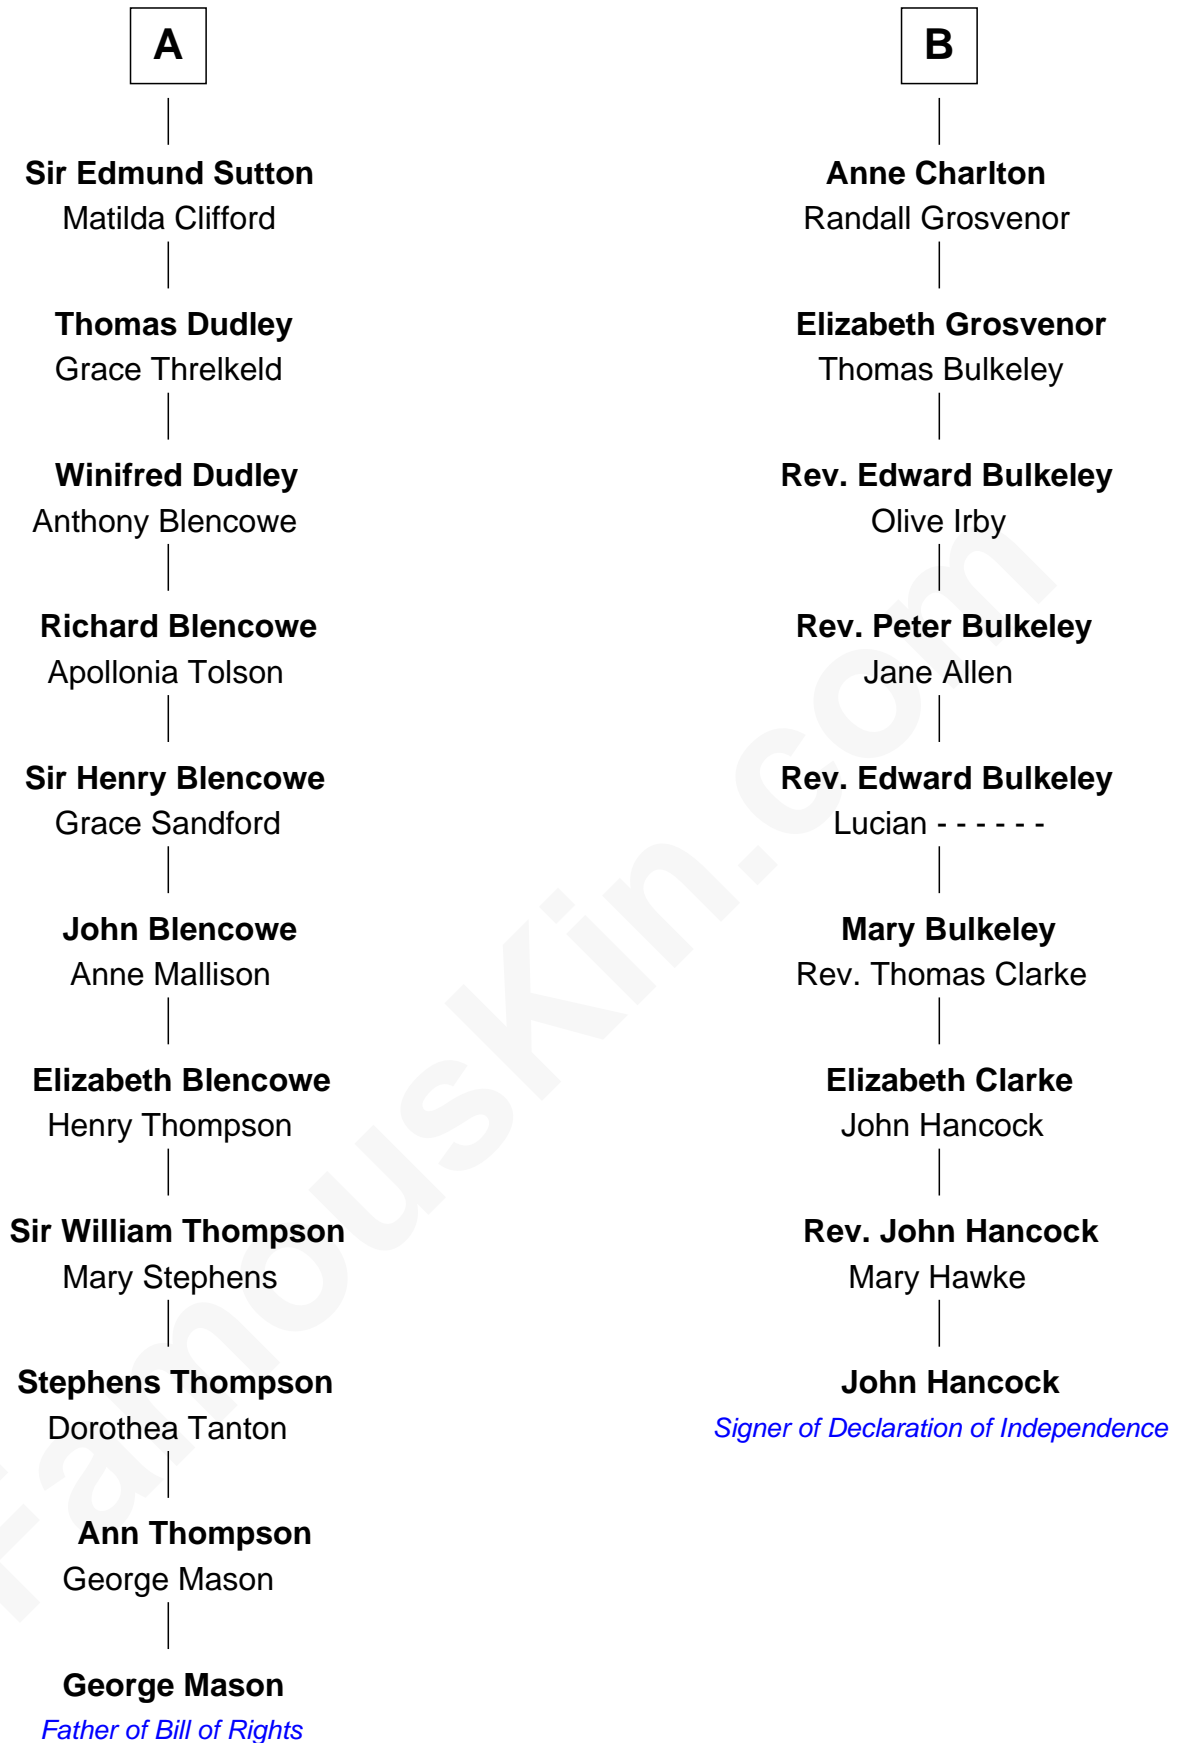 A
Sir Edmund Sutton
Matilda Clifford
Thomas Dudley
Grace Threlkeld
Winifred Dudley
Anthony Blencowe
Richard Blencowe
Apollonia Tolson
Sir Henry Blencowe
Grace Sandford
John Blencowe
Anne Mallison
Elizabeth Blencowe
Henry Thompson
Sir William Thompson
Mary Stephens
Stephens Thompson
Dorothea Tanton
Ann Thompson
George Mason
George Mason
Father of Bill of Rights
B
Anne Charlton
Randall Grosvenor
Elizabeth Grosvenor
Thomas Bulkeley
Rev. Edward Bulkeley
Olive Irby
Rev. Peter Bulkeley
Jane Allen
Rev. Edward Bulkeley
Lucian - - - - - -
Mary Bulkeley
Rev. Thomas Clarke
Elizabeth Clarke
John Hancock
Rev. John Hancock
Mary Hawke
John Hancock
Signer of Declaration of Independence
FamousKin.com